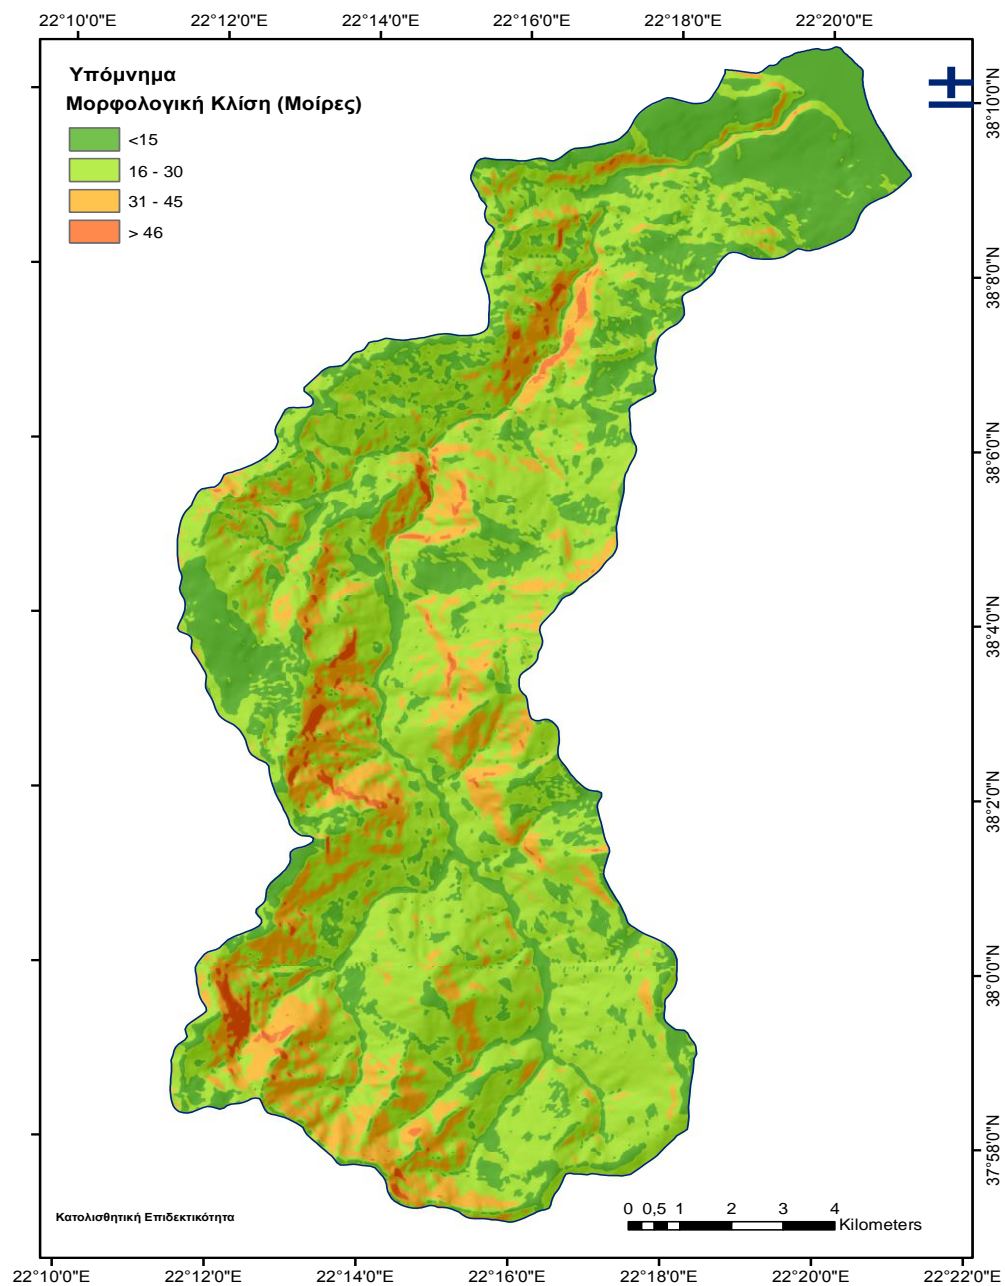 22°10'0"E 22°12'0"E 22°14'0"E 22°16'0"E 22°18'0"E 22°20'0"E
Υπόμνημα
Μορφολογική Κλίση (Μοίρες)
<15
16 - 30
31 - 45
> 46
38°10'0"N
38°8'0"N
38°6'0"N
38°4'0"N
38°2'0"N
38°0'0"N
37°58'0"N
Κατολισθητική Επιδεκτικότητα
0 0,5 1 2 3 4
Kilometers
22°10'0"E 22°12'0"E 22°14'0"E 22°16'0"E 22°18'0"E 22°20'0"E 22°22'0"E